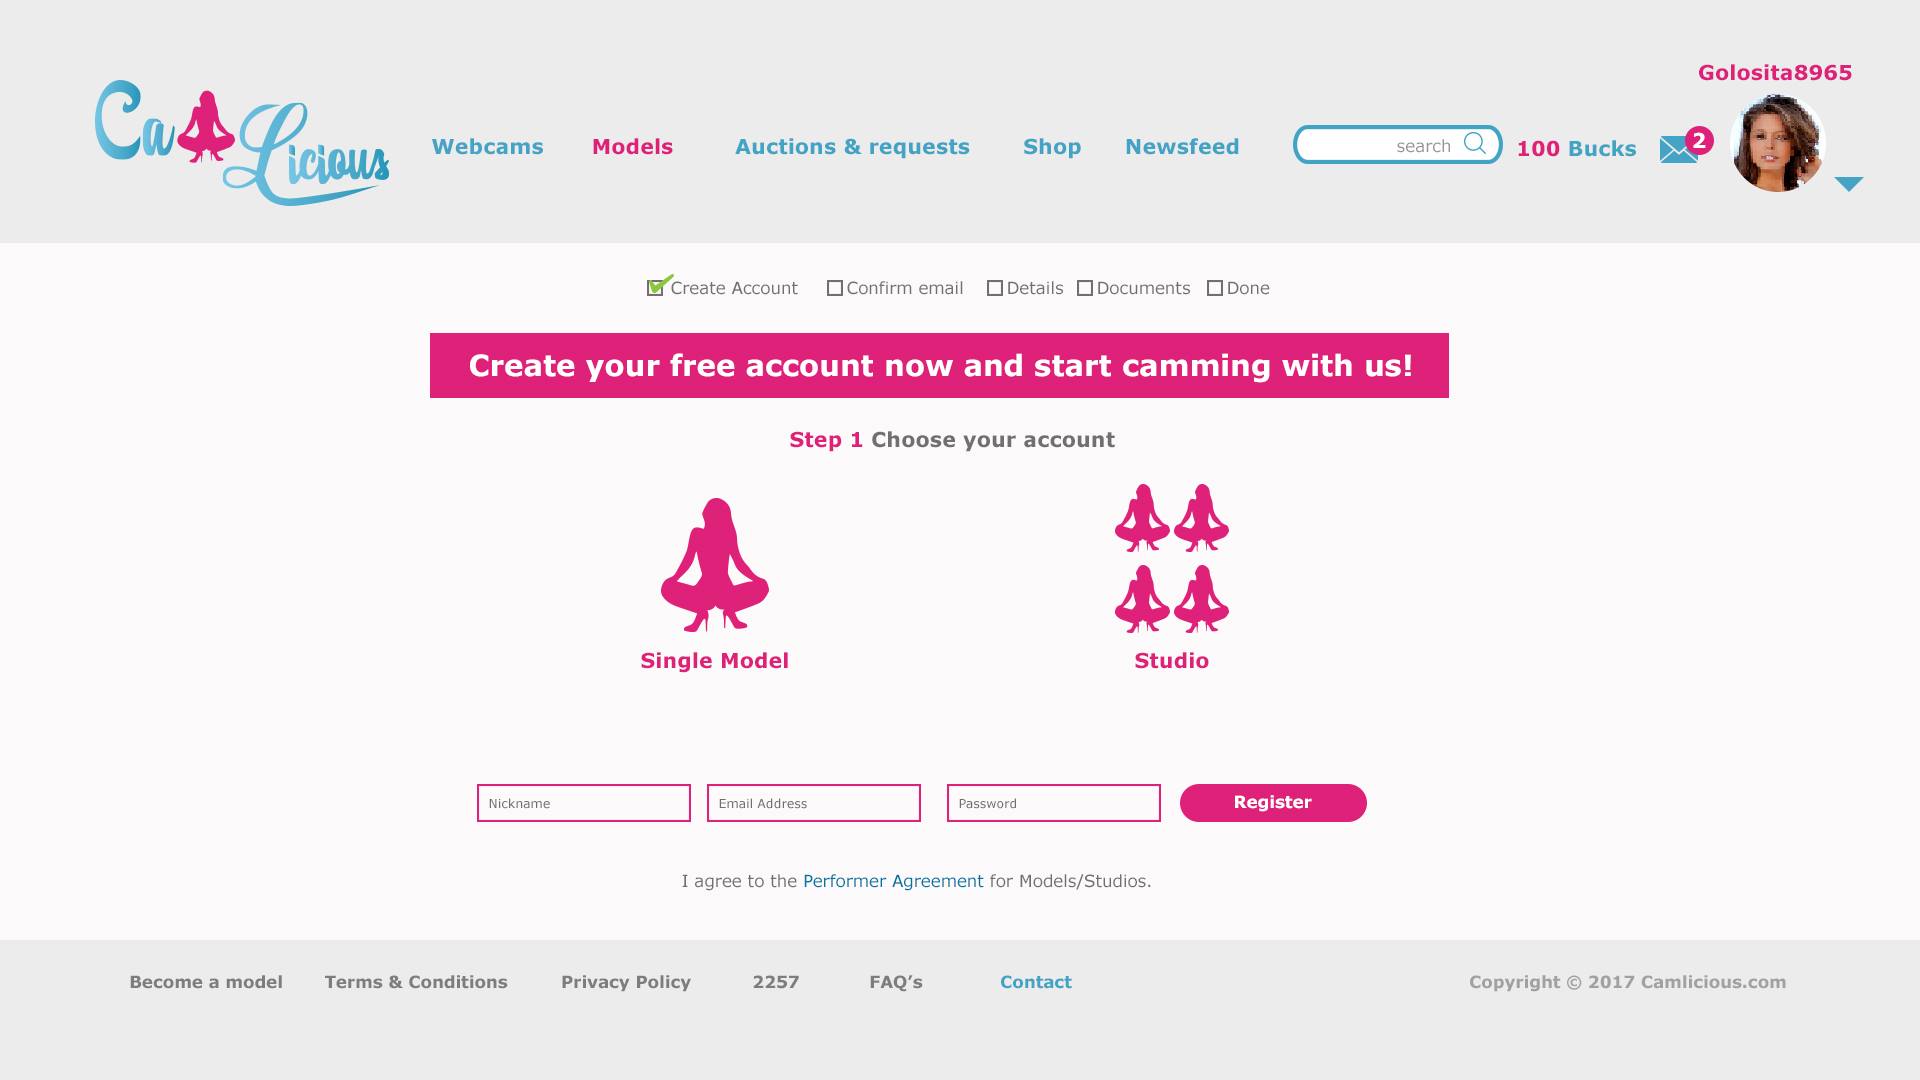 Golosita8965
Ca Licious
Webcams Models Auctions & requests Shop Newsfeed search 100 Bucks 2
Create Account Confirm email Details Documents Done
Create your free account now and start camming with us!
Step 1 Choose your account
Single Model Studio
Nickname Email Address Password Register
I agree to the Performer Agreement for Models/Studios.
Become a model Terms & Conditions Privacy Policy 2257 FAQ’s Contact Copyright © 2017 Camlicious.com